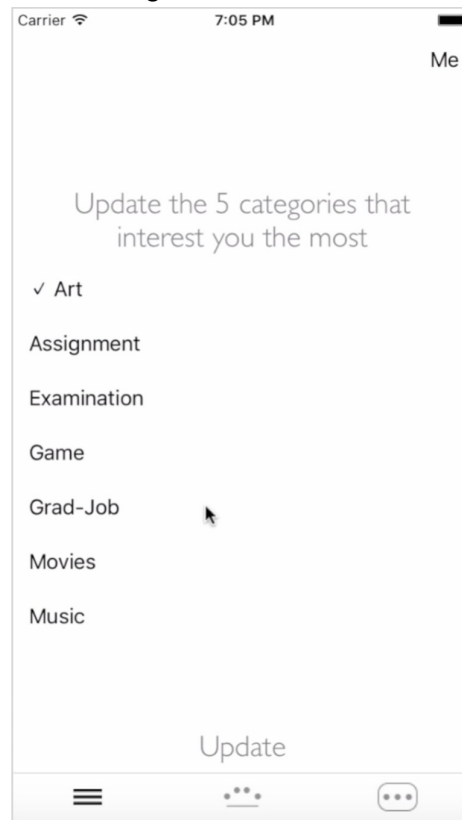 Carrier 7:05 PM
Me
Update the 5 categories that
interest you the most
✓ Art
Assignment
Examination
Game
Grad-Job
Movies
Music
Update